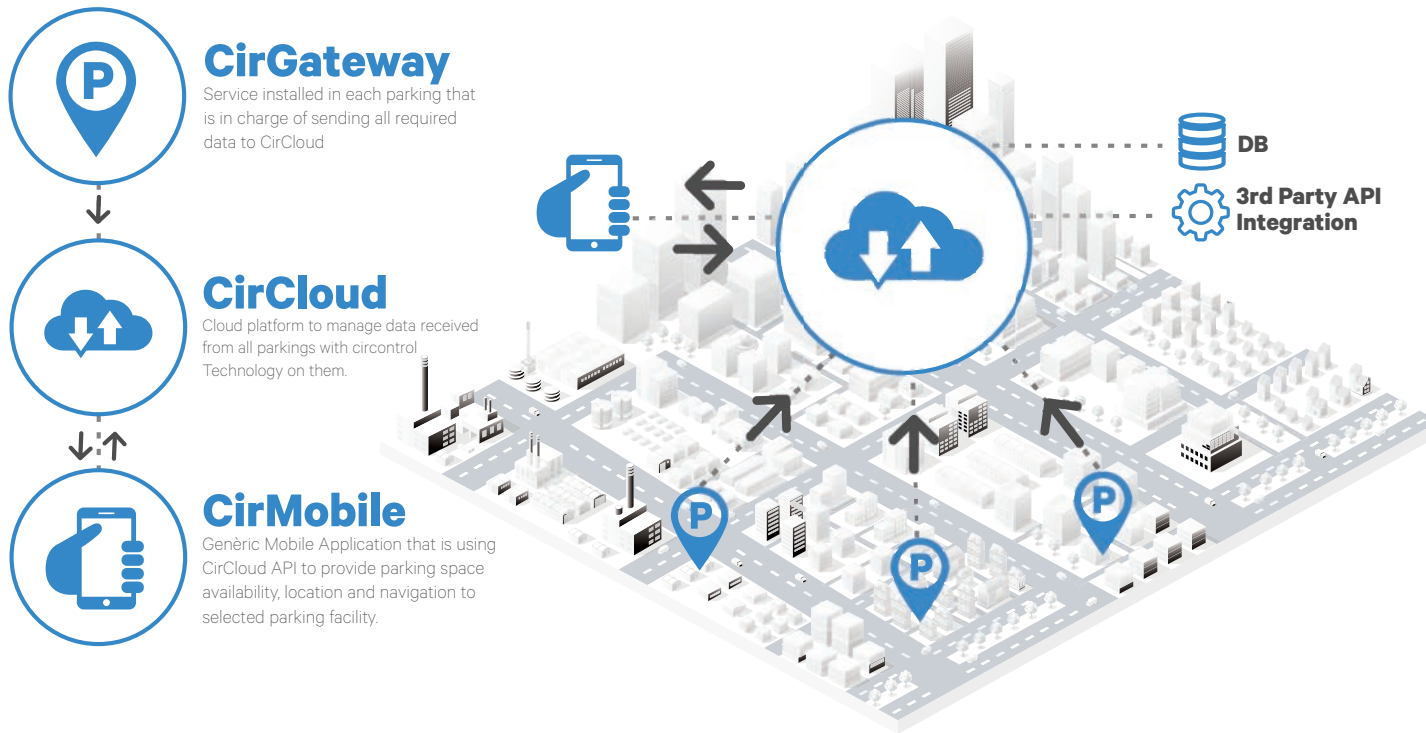 CirGateway
Service installed in each parking that
is in charge of sending all required
data to CirCloud
CirCloud
Cloud platform to manage data received
from all parkings with circontrol
Technology on them.
CirMobile
Genèric Mobile Application that is using
CirCloud API to provide parking space
availability, location and navigation to
selected parking facility.
P
DB
3rd Party API
Integration
P
P
P